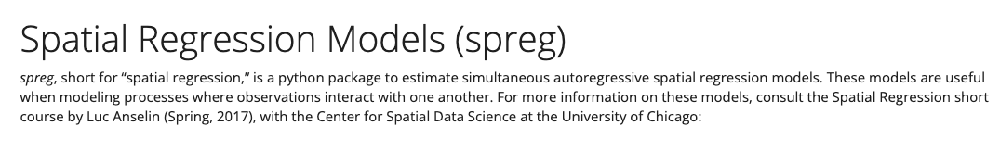 Spatial Regression Models (spreg)
spreg, short for “spatial regression,” is a python package to estimate simultaneous autoregressive spatial regression models. These models are useful
when modeling processes where observations interact with one another. For more information on these models, consult the Spatial Regression short
course by Luc Anselin (Spring, 2017), with the Center for Spatial Data Science at the University of Chicago: